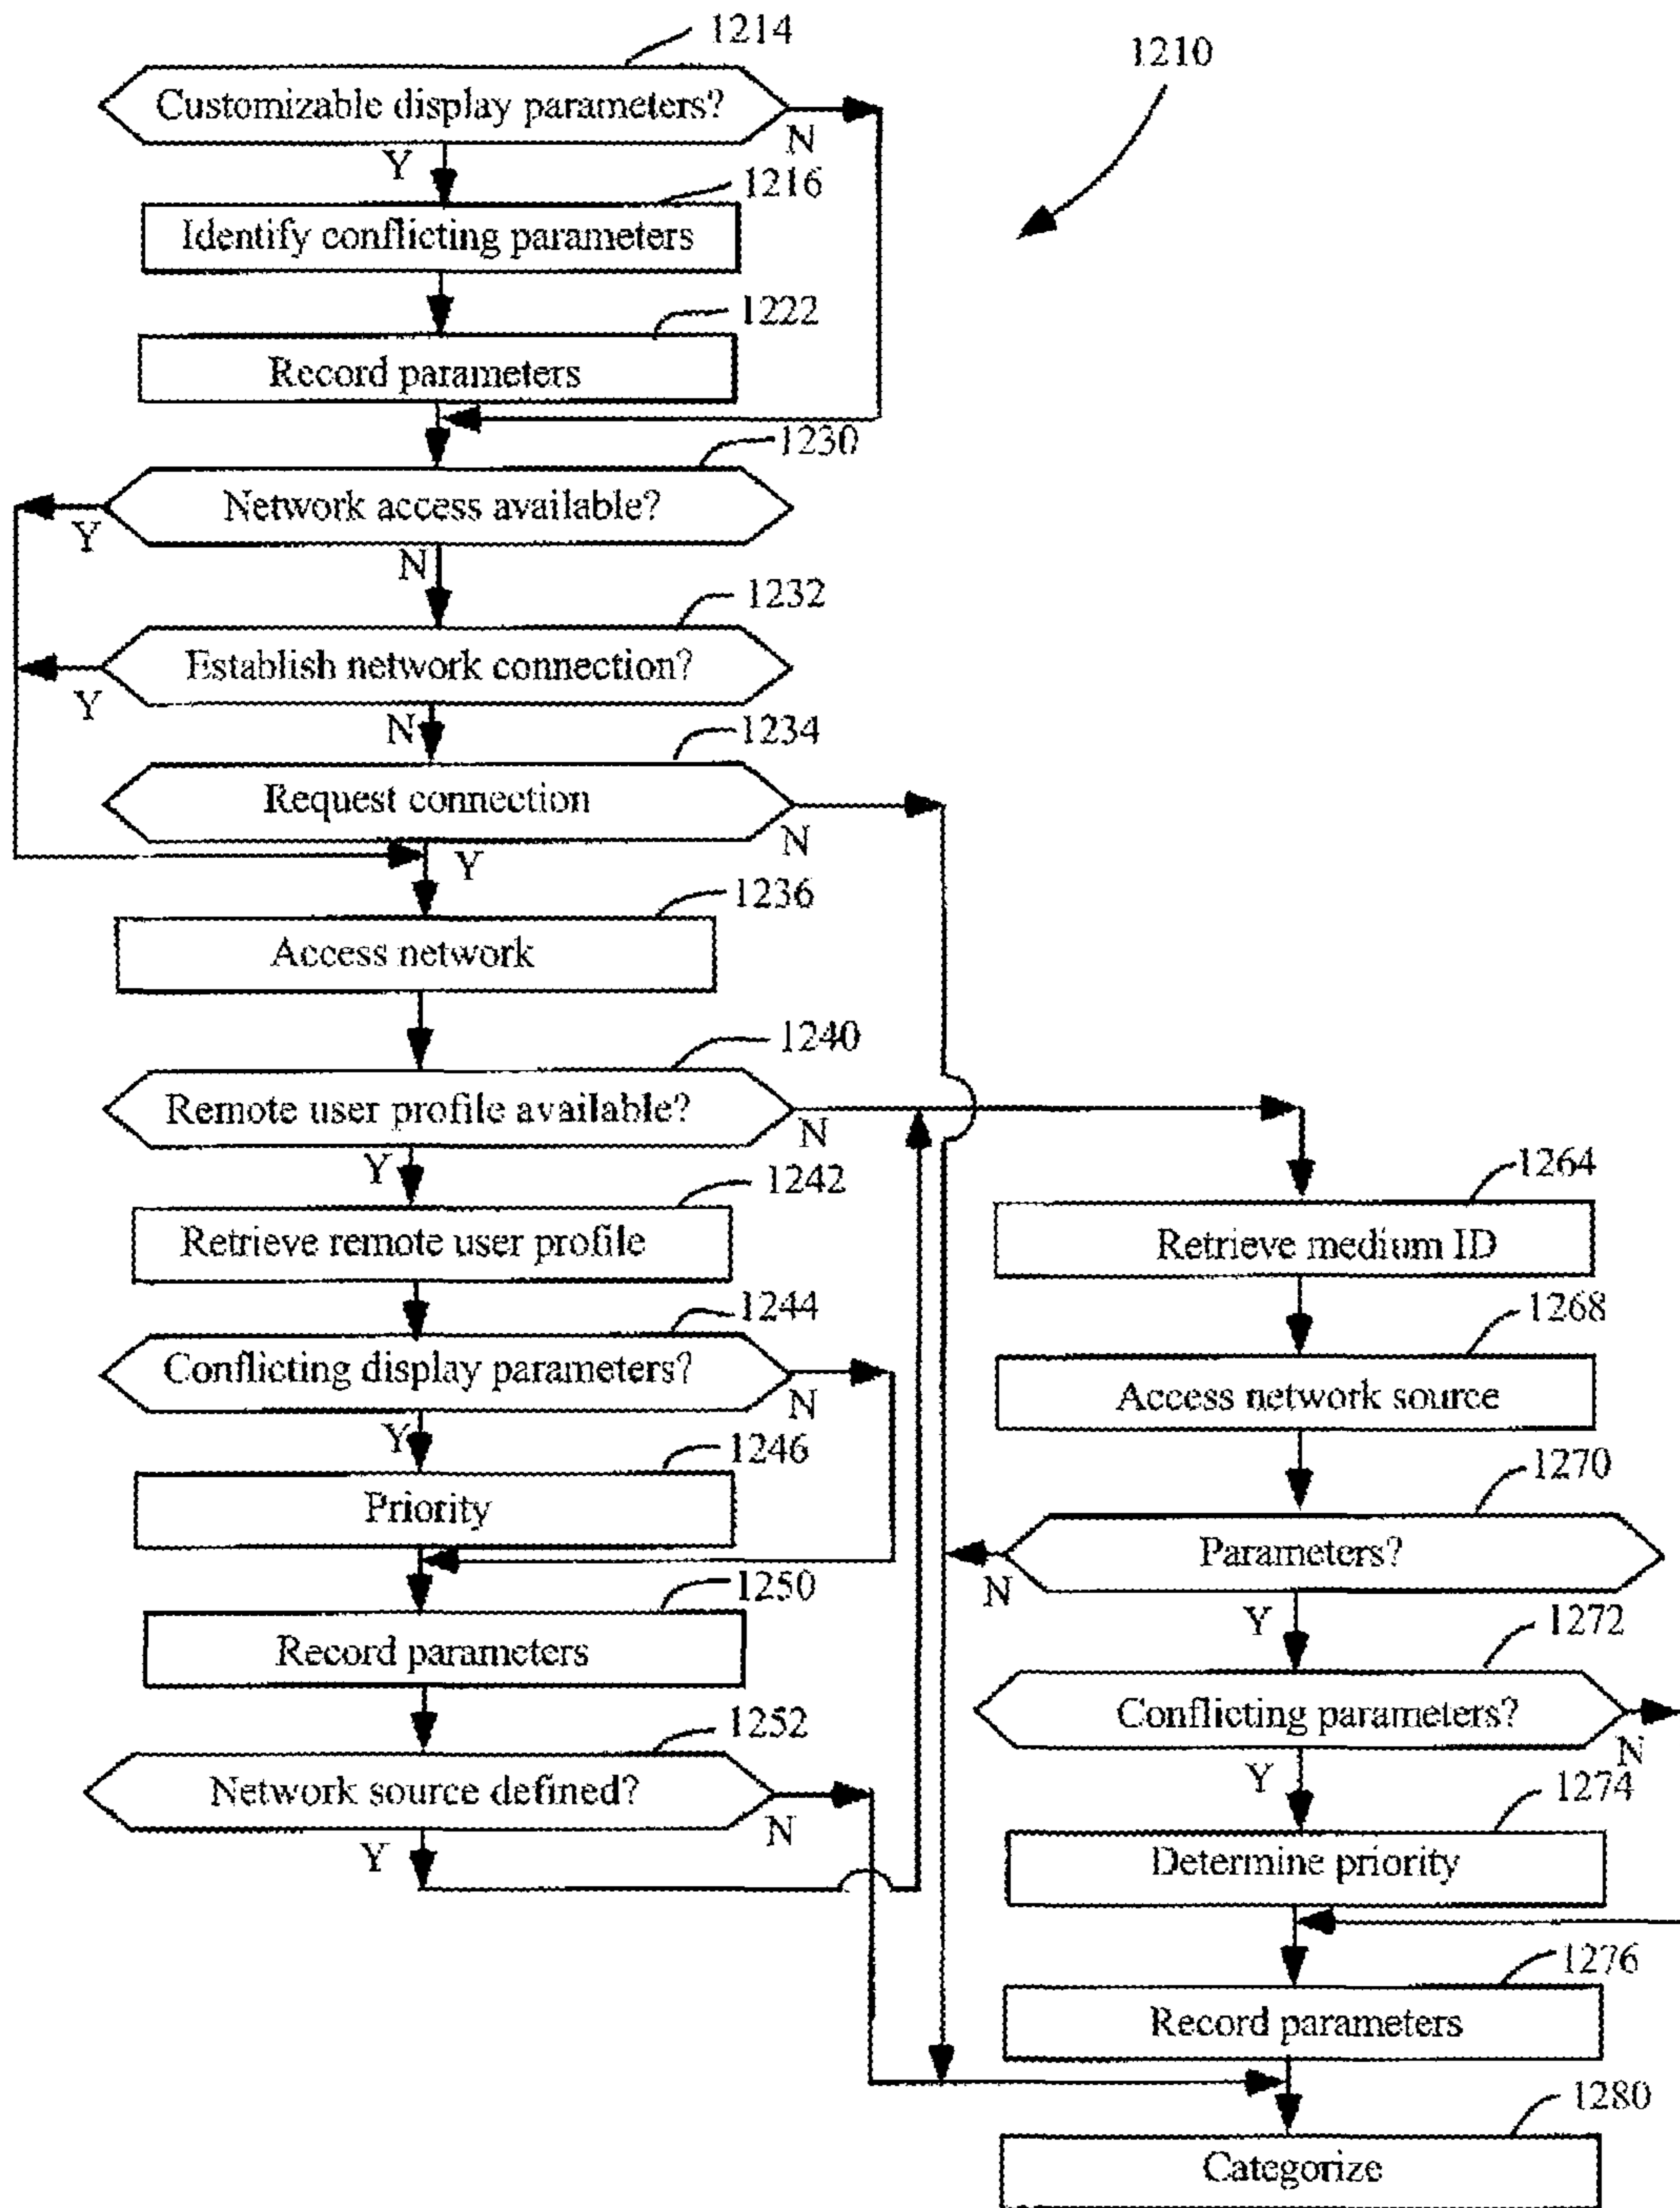 1214
1210
Customizable display parameters?
N
Y
1216
Identify conflicting parameters
1222
Record parameters
1230
Network access available?
Y
N
1232
Establish network connection?
Y
N
1234
Request connection
N
Y
1236
Access network
1240
Remote user profile available?
N
Y
1242
Retrieve remote user profile
1244
Conflicting display parameters?
N
Y
1246
Priority
1250
Record parameters
1252
Network source defined?
N
Y
1264
Retrieve medium ID
1268
Access network source
1270
Parameters?
N
Y
1272
Conflicting parameters?
N
Y
1274
Determine priority
1276
Record parameters
1280
Categorize